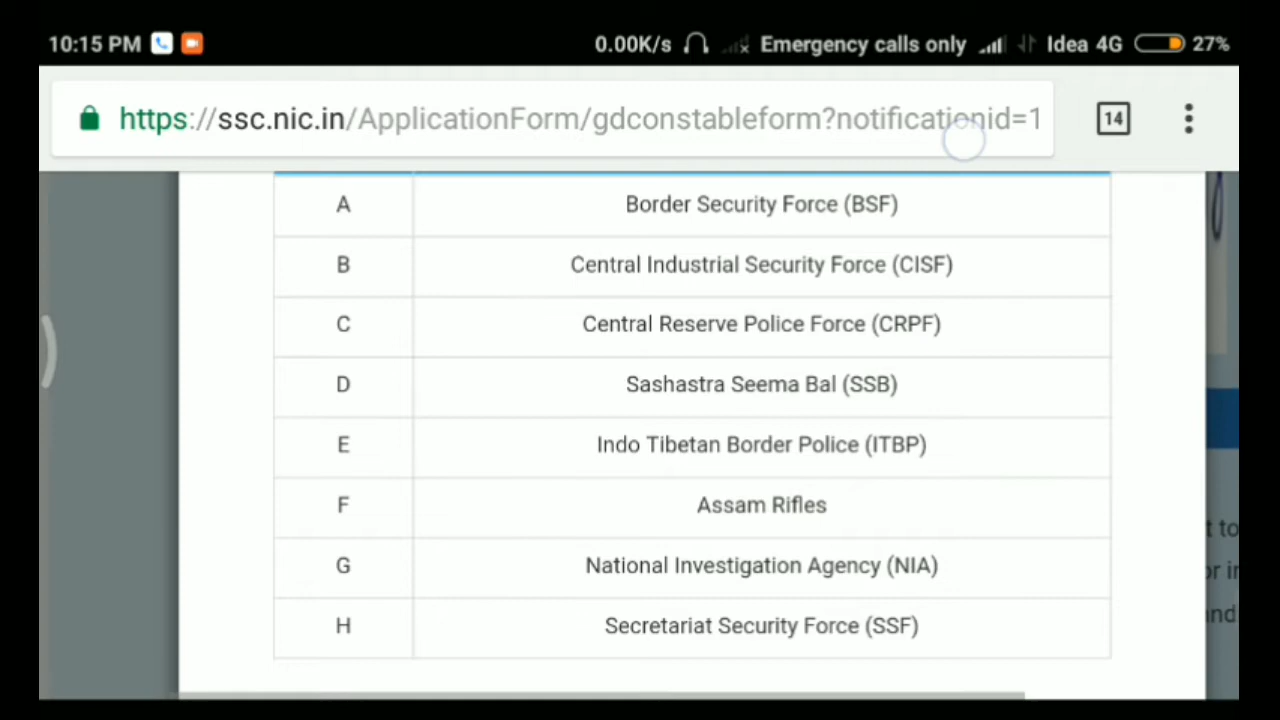 10:15 PM 0.00K/s Emergency calls only Idea 4G 27%
https://ssc.nic.in/ApplicationForm/gdconstableform?notificationid=1 14
A Border Security Force (BSF)
B Central Industrial Security Force (CISF)
C Central Reserve Police Force (CRPF)
D Sashastra Seema Bal (SSB)
E Indo Tibetan Border Police (ITBP)
F Assam Rifles
t to
G National Investigation Agency (NIA)
H Secretariat Security Force (SSF)